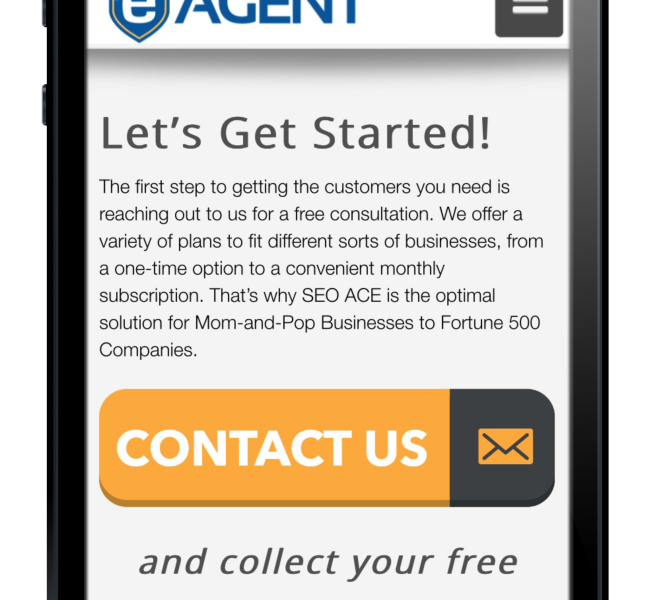 AGENT
Let's Get Started!
The first step to getting the customers you need is
reaching out to us for a free consultation. We offer a
variety of plans to fit different sorts of businesses, from
a one-time option to a convenient monthly
subscription. That's why SEO ACE is the optimal
solution for Mom-and-Pop Businesses to Fortune 500
Companies.
CONTACT US
and collect your free